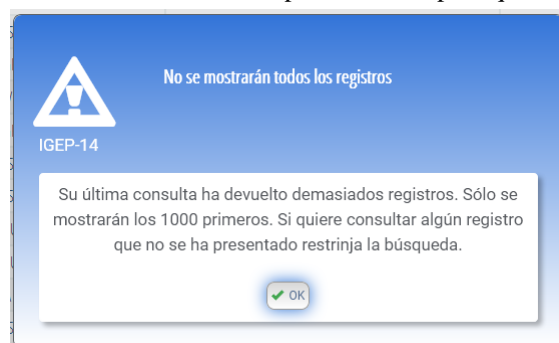 No se mostrarán todos los registros
IGEP-14
Su última consulta ha devuelto demasiados registros. Sólo se
mostrarán los 1000 primeros. Si quiere consultar algún registro
que no se ha presentado restrinja la búsqueda.
OK